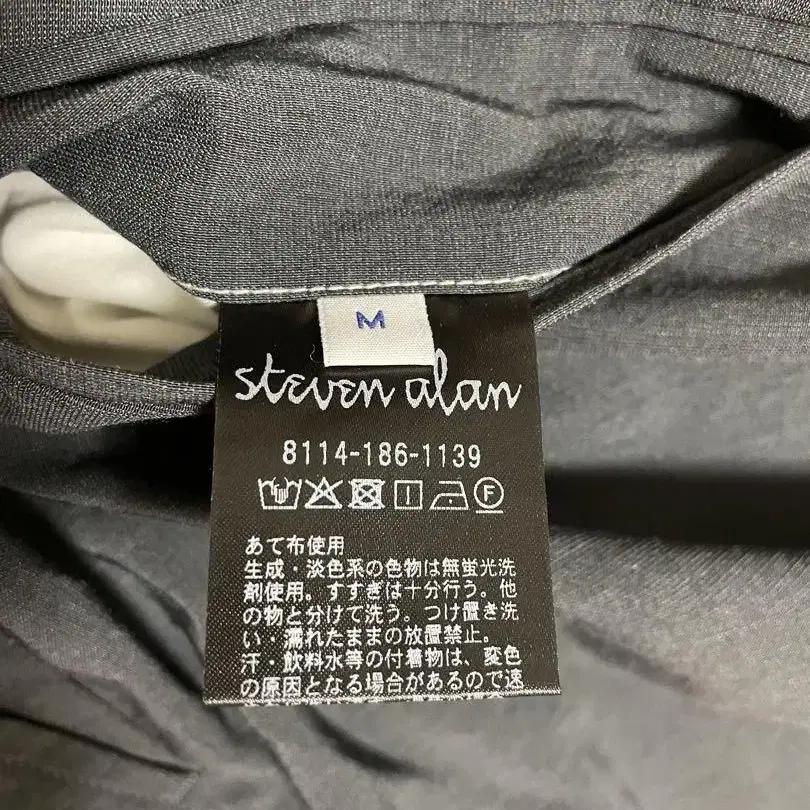 M
steven alan
8114-186-1139
F
あて布使用
生成・淡色系の色物は無蛍光洗
剤使用。すすぎは十分行う。他
の物と分けて洗う。つけ置き洗
い・濡れたままの放置禁止。
汗・飲料水等の付着物は、変色
の原因となる場合があるので速